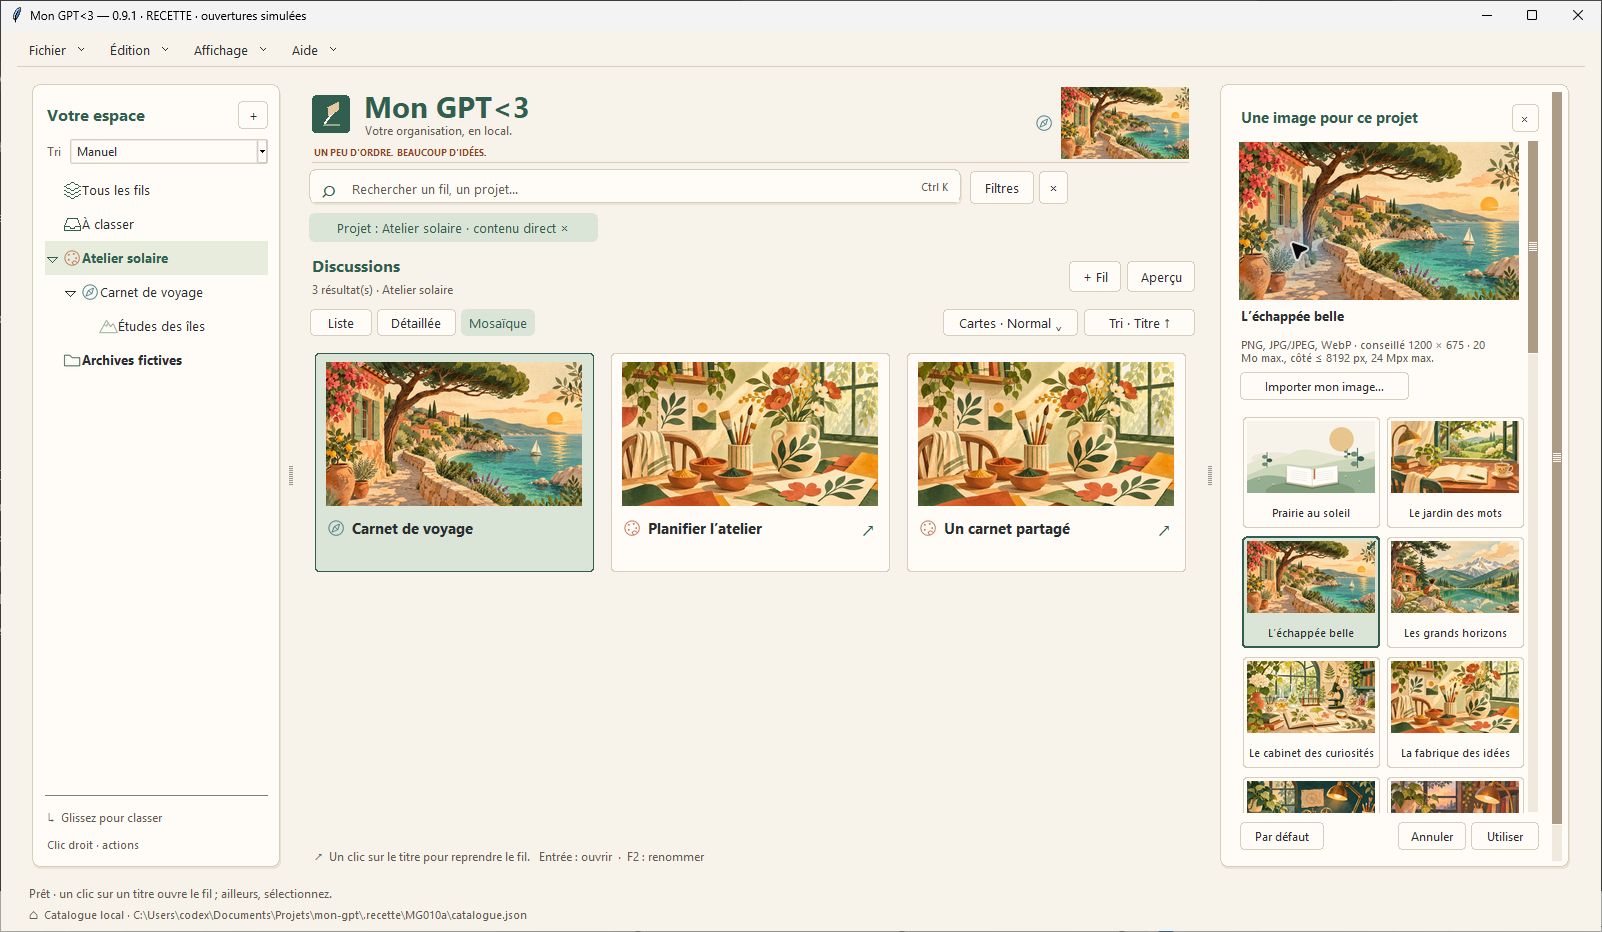 Mon GPT<3 — 0.9.1 · RECETTE · ouvertures simulées
Fichier Édition Affichage Aide
Votre espace +
Tri Manuel
Tous les fils
À classer
Atelier solaire
Carnet de voyage
Études des îles
Archives fictives
↳ Glissez pour classer
Clic droit · actions
Mon GPT<3
Votre organisation, en local.
UN PEU D'ORDRE. BEAUCOUP D'IDÉES.
Rechercher un fil, un projet... Ctrl K
Filtres ×
Projet : Atelier solaire · contenu direct ×
Discussions
3 résultat(s) · Atelier solaire
+ Fil Aperçu
Liste Détaillée Mosaïque
Cartes · Normal Tri · Titre ↑
Carnet de voyage
Planifier l'atelier ↗
Un carnet partagé ↗
↗ Un clic sur le titre pour reprendre le fil. Entrée : ouvrir · F2 : renommer
Une image pour ce projet ×
L'échappée belle
PNG, JPG/JPEG, WebP · conseillé 1200 × 675 · 20
Mo max., côté ≤ 8192 px, 24 Mpx max.
Importer mon image...
Prairie au soleil
Le jardin des mots
L'échappée belle
Les grands horizons
Le cabinet des curiosités
La fabrique des idées
Par défaut Annuler Utiliser
Prêt · un clic sur un titre ouvre le fil ; ailleurs, sélectionnez.
⌂ Catalogue local · C:\Users\codex\Documents\Projets\mon-gpt\.recette\MG010a\catalogue.json